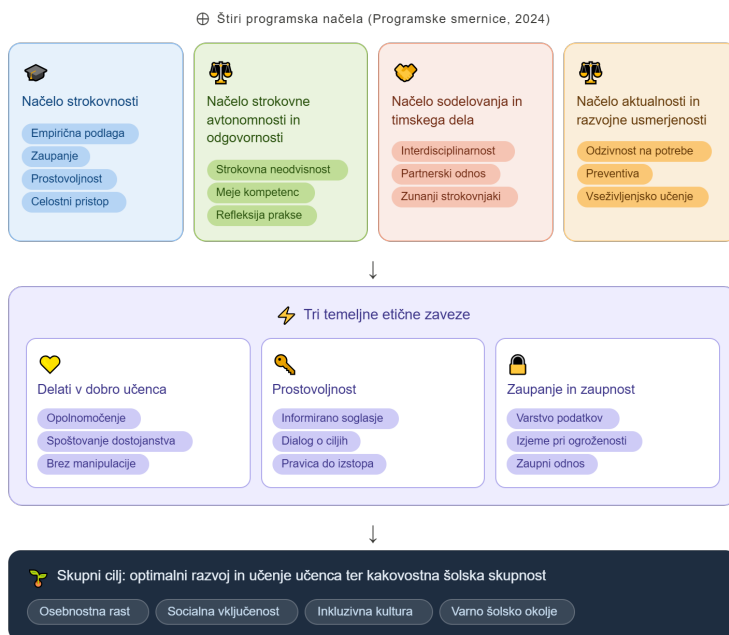 Štiri programska načela (Programske smernice, 2024)
Načelo strokovnosti
Empirična podlaga
Zaupanje
Prostovoljnost
Celostni pristop
Načelo strokovne
avtonomnosti in
odgovornosti
Strokovna neodvisnost
Meje kompetenc
Refleksija prakse
Načelo sodelovanja in
timskega dela
Interdisciplinarnost
Partnerski odnos
Zunanji strokovnjaki
Načelo aktualnosti in
razvojne usmerjenosti
Odzivnost na potrebe
Preventiva
Vseživljenjsko učenje
↓
Tri temeljne etične zaveze
Delati v dobro učenca
Opolnomočenje
Spoštovanje dostojanstva
Brez manipulacije
Prostovoljnost
Informirano soglasje
Dialog o ciljih
Pravica do izstopa
Zaupanje in zaupnost
Varstvo podatkov
Izjeme pri ogroženosti
Zaupni odnos
↓
Skupni cilj: optimalni razvoj in učenje učenca ter kakovostna šolska skupnost
Osebnostna rast
Socialna vključenost
Inkluzivna kultura
Varno šolsko okolje